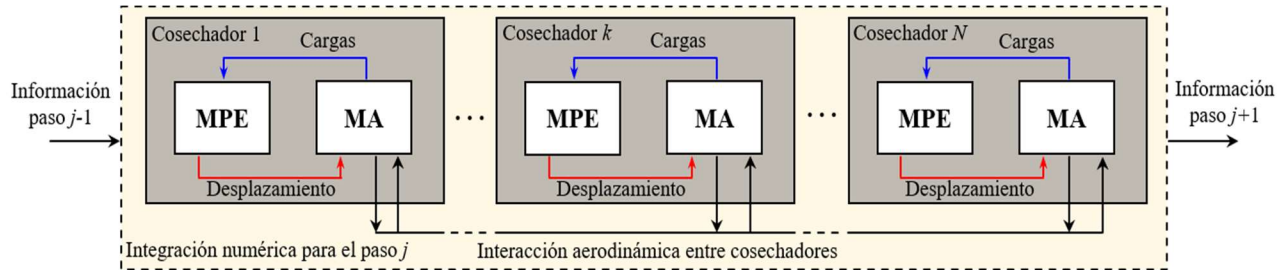 Información
paso j-1
Cosechador 1
Cargas
MPE
MA
Desplazamiento
...
Cosechador k
Cargas
MPE
MA
Desplazamiento
...
Cosechador N
Cargas
MPE
MA
Desplazamiento
Información
paso j+1
Integración numérica para el paso j
Interacción aerodinámica entre cosechadores